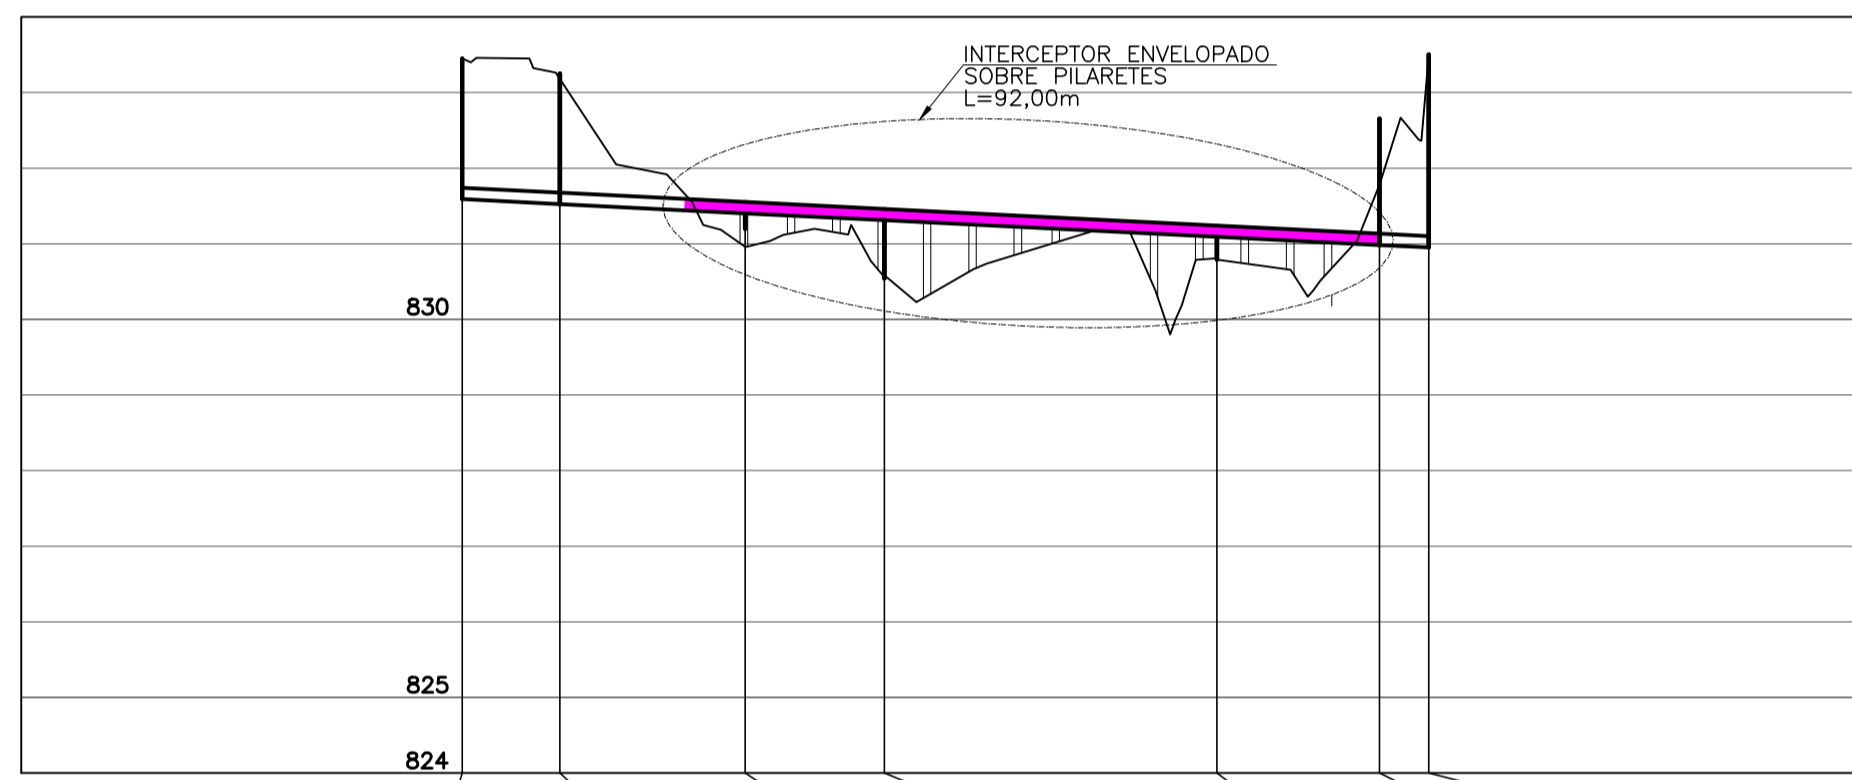 INTERCEPTOR ENVELOPADO
SOBRE PILARETES
L=92,00m
830
825
824